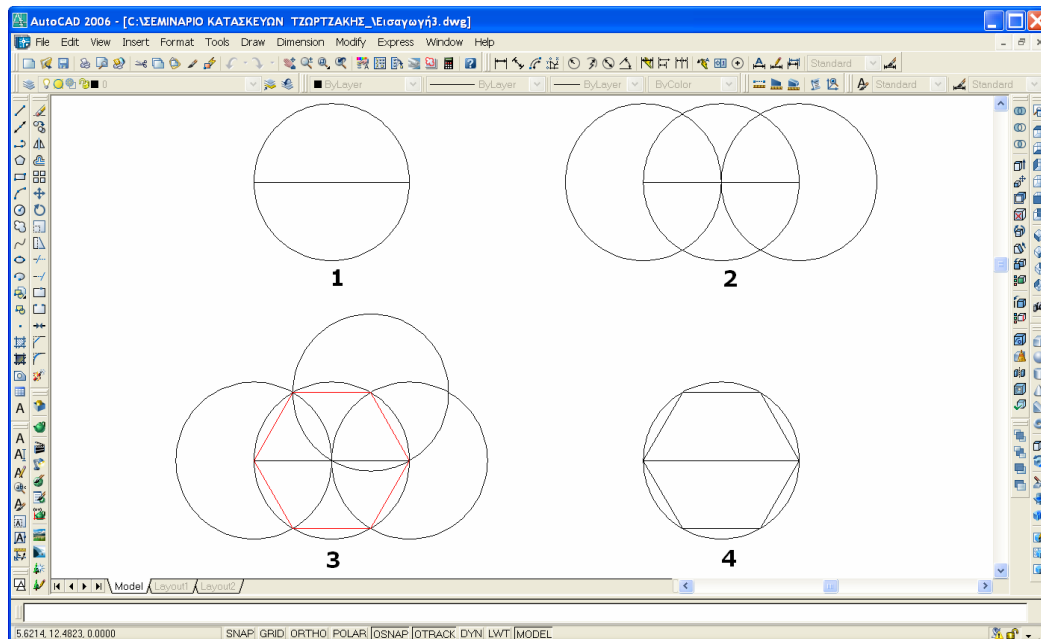 AutoCAD 2006 - [C:\ΣΕΜΙΝΑΡΙΟ ΚΑΤΑΣΚΕΥΩΝ ΤΖΩΡΤΖΑΚΗΣ_\Εισαγωγή3.dwg]
File Edit View Insert Format Tools Draw Dimension Modify Express Window Help
Standard
0 ByLayer ByLayer ByLayer ByColor Standard Standard
1
2
3
4
Model Layout1 Layout2
5.6214, 12.4823, 0.0000 SNAP GRID ORTHO POLAR OSNAP OTRACK DYN LWT MODEL